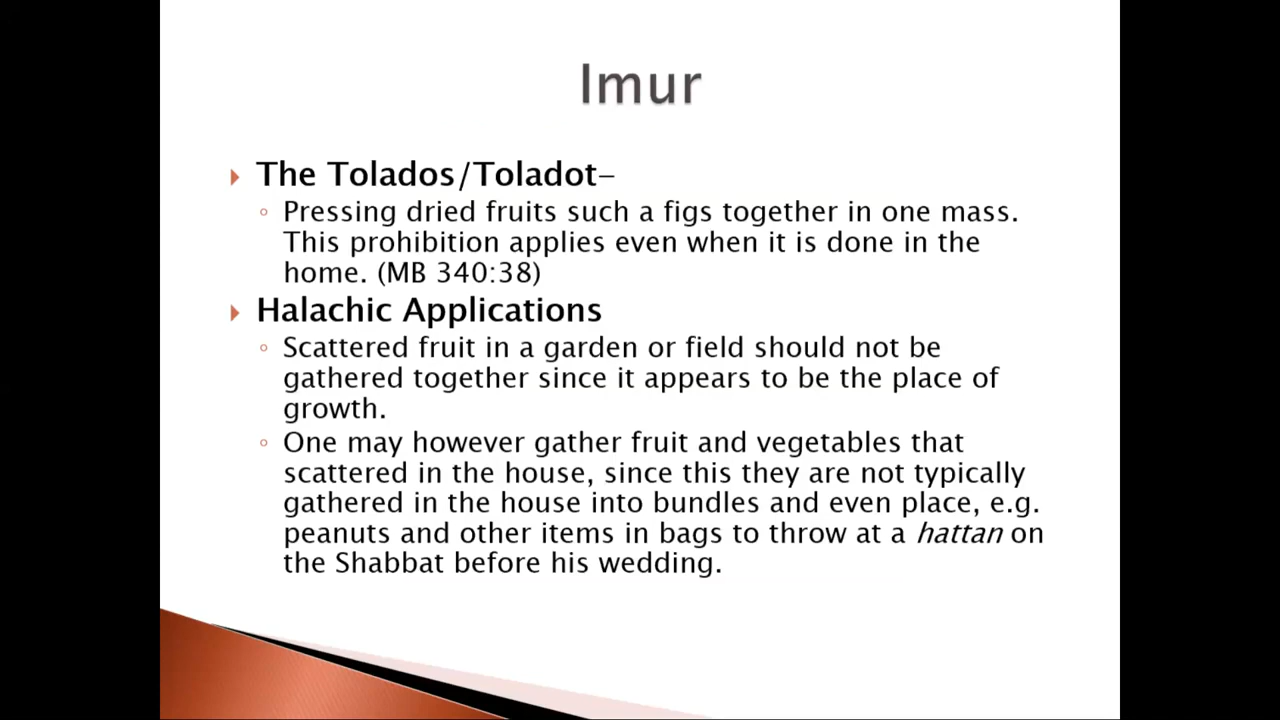 Imur
The Tolados/Toladot–
Pressing dried fruits such a figs together in one mass.
This prohibition applies even when it is done in the
home. (MB 340:38)
Halachic Applications
Scattered fruit in a garden or field should not be
gathered together since it appears to be the place of
growth.
One may however gather fruit and vegetables that
scattered in the house, since this they are not typically
gathered in the house into bundles and even place, e.g.
peanuts and other items in bags to throw at a hattan on
the Shabbat before his wedding.